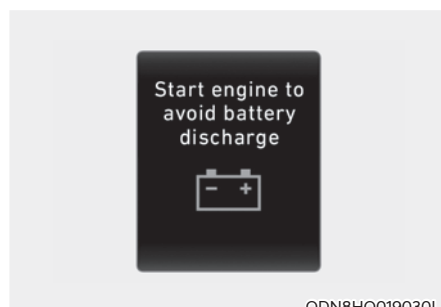 Start engine to
avoid battery
discharge
- +